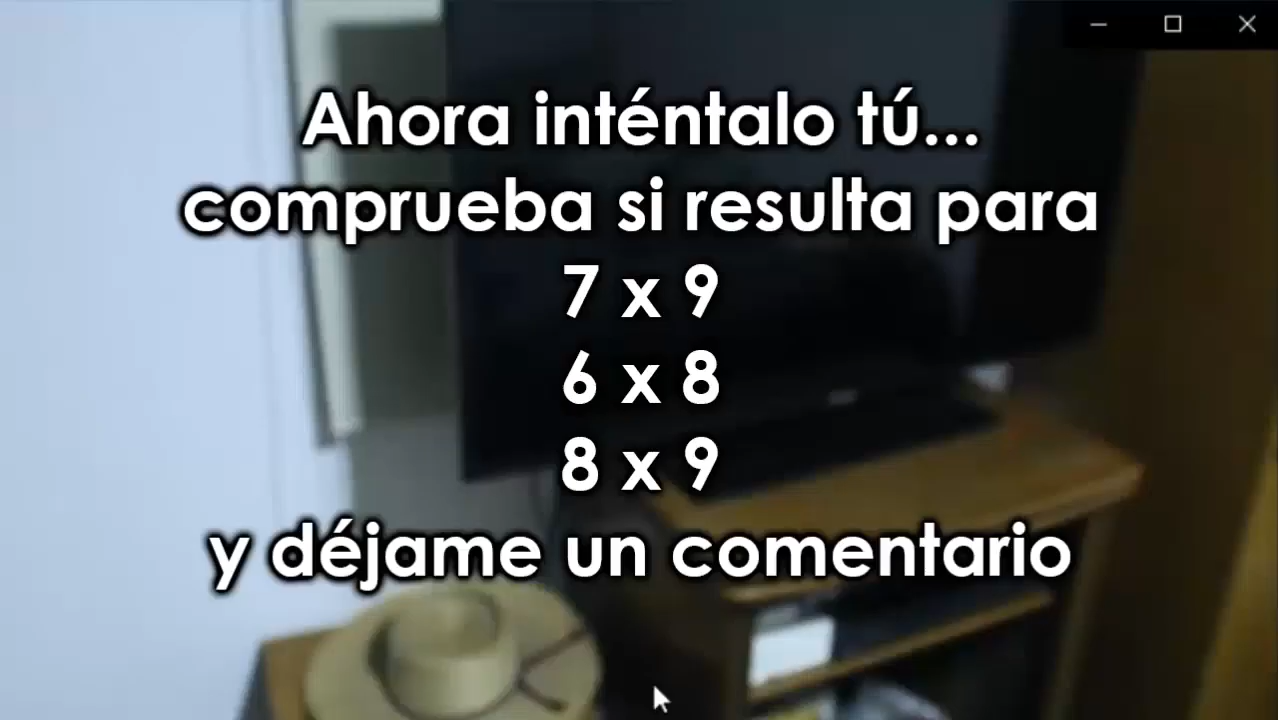 Ahora inténtalo tú...
comprueba si resulta para
7 x 9
6 x 8
8 x 9
y déjame un comentario